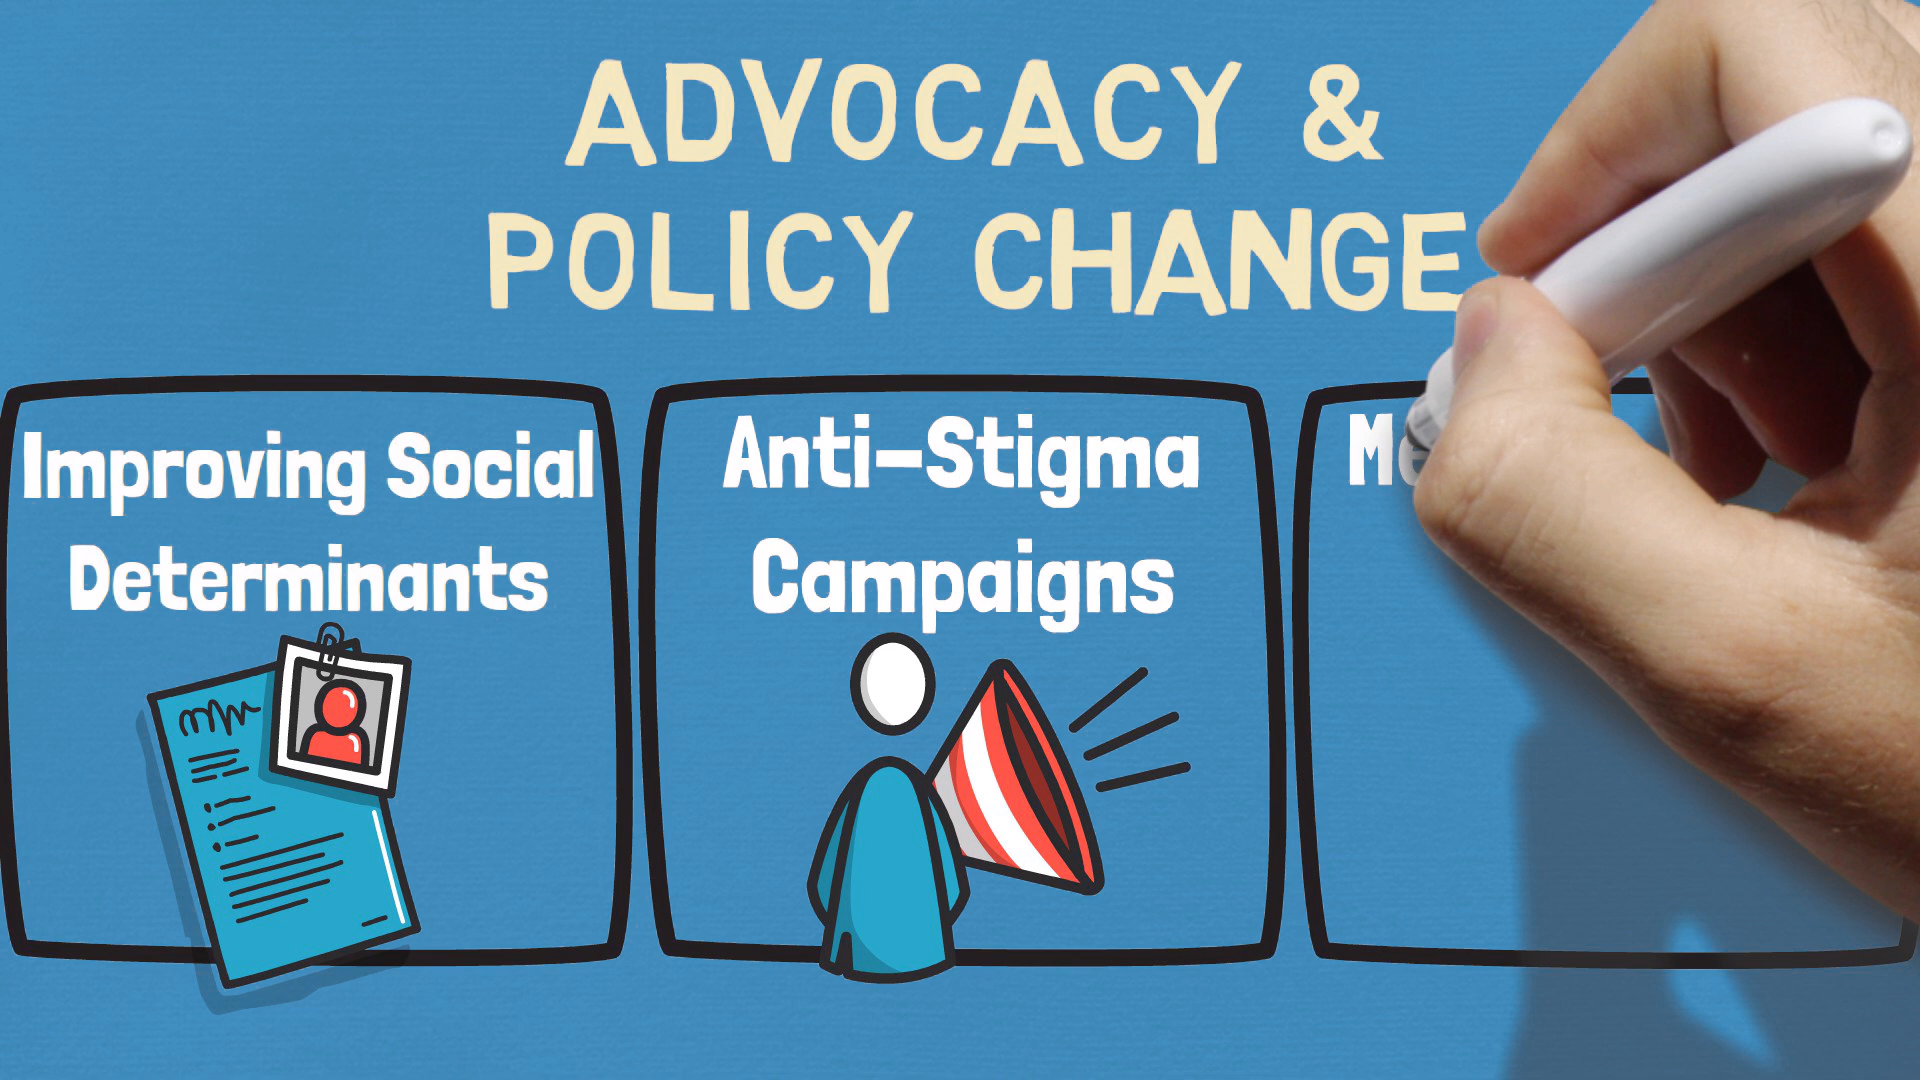 ADVOCACY &
POLICY CHANGE
Improving Social
Determinants
Anti-Stigma
Campaigns